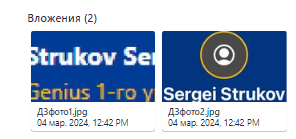 Вложения (2)
Strukov Ser
Genius 1-го у
Sergei Strukov
ДЗфото1.jpg
04 мар. 2024, 12:42 PM
ДЗфото2.jpg
04 мар. 2024, 12:42 PM